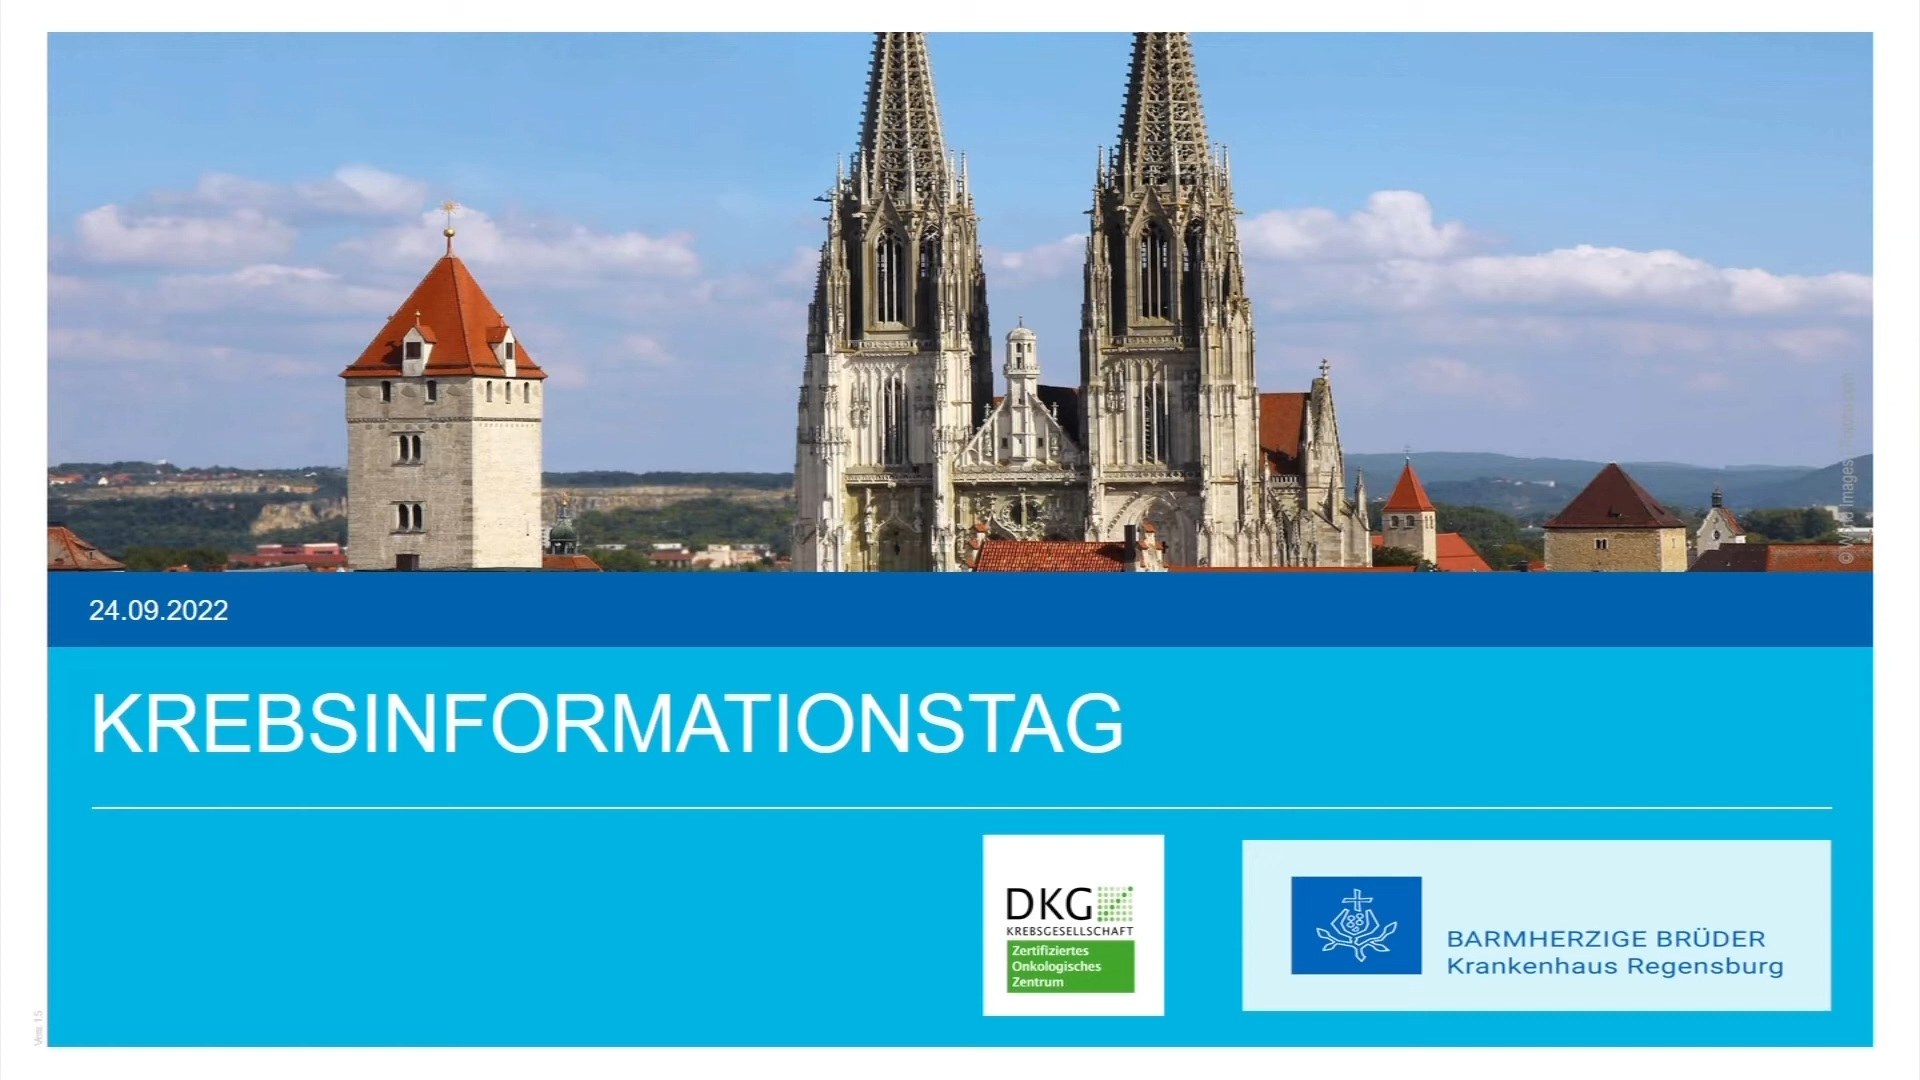 24.09.2022
KREBSINFORMATIONSTAG
DKG
KREBSGESELLSCHAFT
Zertifiziertes
Onkologisches
Zentrum
BARMHERZIGE BRÜDER
Krankenhaus Regensburg